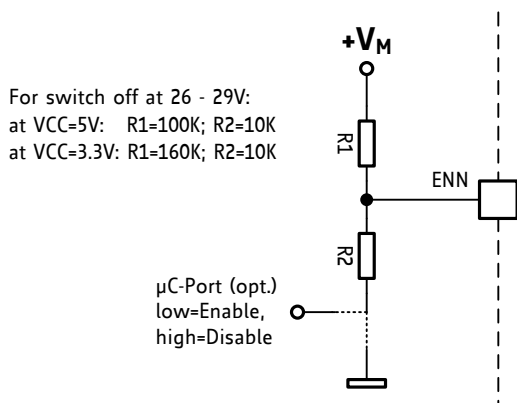 +VM
For switch off at 26 - 29V:
at VCC=5V: R1=100K; R2=10K
at VCC=3.3V: R1=160K; R2=10K
R1
ENN
R2
µC-Port (opt.)
low=Enable,
high=Disable